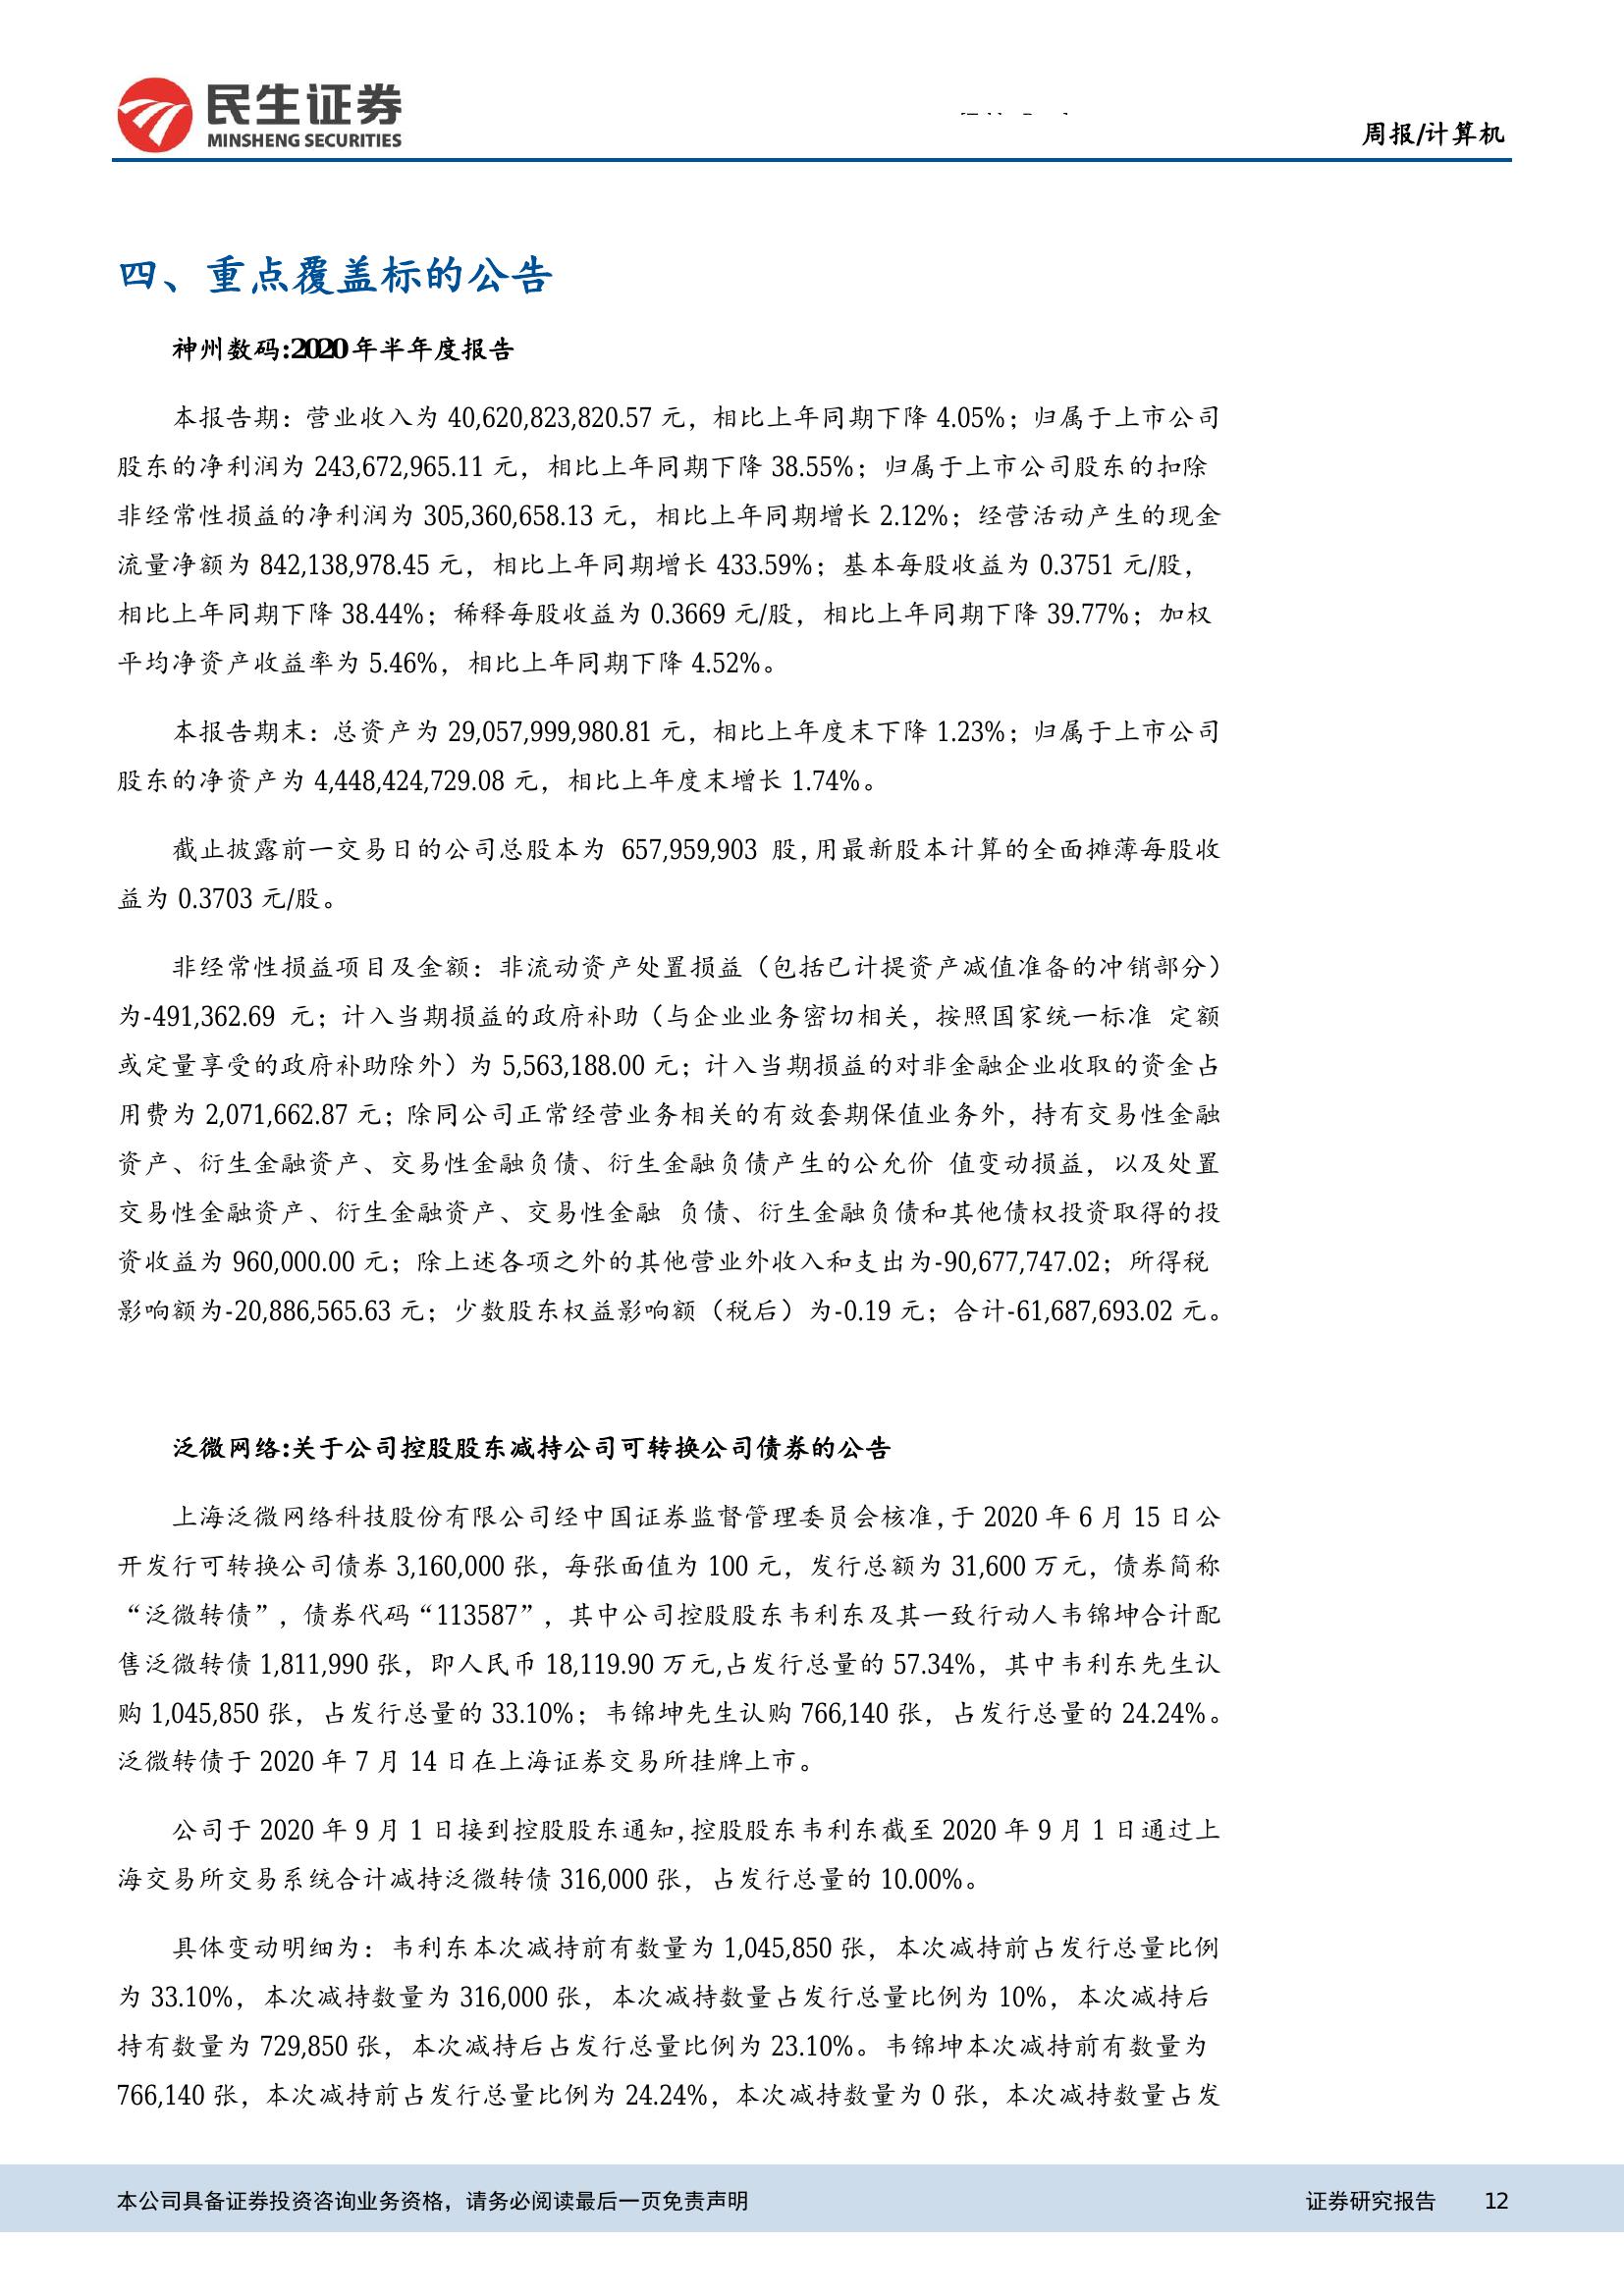 民生证券
MINSHENG SECURITIES
周报/计算机
四、重点覆盖标的公告
神州数码:2020年半年度报告
本报告期：营业收入为 40,620,823,820.57 元，相比上年同期下降 4.05%；归属于上市公司
股东的净利润为 243,672,965.11 元，相比上年同期下降 38.55%；归属于上市公司股东的扣除
非经常性损益的净利润为 305,360,658.13 元，相比上年同期增长 2.12%；经营活动产生的现金
流量净额为 842,138,978.45 元，相比上年同期增长 433.59%；基本每股收益为 0.3751 元/股，
相比上年同期下降 38.44%；稀释每股收益为 0.3669 元/股，相比上年同期下降 39.77%；加权
平均净资产收益率为 5.46%，相比上年同期下降 4.52%。
本报告期末：总资产为 29,057,999,980.81 元，相比上年度末下降 1.23%；归属于上市公司
股东的净资产为 4,448,424,729.08 元，相比上年度末增长 1.74%。
截止披露前一交易日的公司总股本为 657,959,903 股,用最新股本计算的全面摊薄每股收
益为 0.3703 元/股。
非经常性损益项目及金额：非流动资产处置损益（包括已计提资产减值准备的冲销部分）
为-491,362.69 元；计入当期损益的政府补助（与企业业务密切相关，按照国家统一标准 定额
或定量享受的政府补助除外）为 5,563,188.00 元；计入当期损益的对非金融企业收取的资金占
用费为 2,071,662.87 元；除同公司正常经营业务相关的有效套期保值业务外，持有交易性金融
资产、衍生金融资产、交易性金融负债、衍生金融负债产生的公允价 值变动损益，以及处置
交易性金融资产、衍生金融资产、交易性金融 负债、衍生金融负债和其他债权投资取得的投
资收益为 960,000.00 元；除上述各项之外的其他营业外收入和支出为-90,677,747.02；所得税
影响额为-20,886,565.63 元；少数股东权益影响额（税后）为-0.19 元；合计-61,687,693.02 元。
泛微网络:关于公司控股股东减持公司可转换公司债券的公告
上海泛微网络科技股份有限公司经中国证券监督管理委员会核准,于 2020 年 6 月 15 日公
开发行可转换公司债券 3,160,000 张，每张面值为 100 元，发行总额为 31,600 万元，债券简称
“泛微转债”，债券代码“113587”，其中公司控股股东韦利东及其一致行动人韦锦坤合计配
售泛微转债 1,811,990 张，即人民币 18,119.90 万元,占发行总量的 57.34%，其中韦利东先生认
购 1,045,850 张，占发行总量的 33.10%；韦锦坤先生认购 766,140 张，占发行总量的 24.24%。
泛微转债于 2020 年 7 月 14 日在上海证券交易所挂牌上市。
公司于 2020 年 9 月 1 日接到控股股东通知,控股股东韦利东截至 2020 年 9 月 1 日通过上
海交易所交易系统合计减持泛微转债 316,000 张，占发行总量的 10.00%。
具体变动明细为：韦利东本次减持前有数量为 1,045,850 张，本次减持前占发行总量比例
为 33.10%，本次减持数量为 316,000 张，本次减持数量占发行总量比例为 10%，本次减持后
持有数量为 729,850 张，本次减持后占发行总量比例为 23.10%。韦锦坤本次减持前有数量为
766,140 张，本次减持前占发行总量比例为 24.24%，本次减持数量为 0 张，本次减持数量占发
本公司具备证券投资咨询业务资格，请务必阅读最后一页免责声明 证券研究报告 12